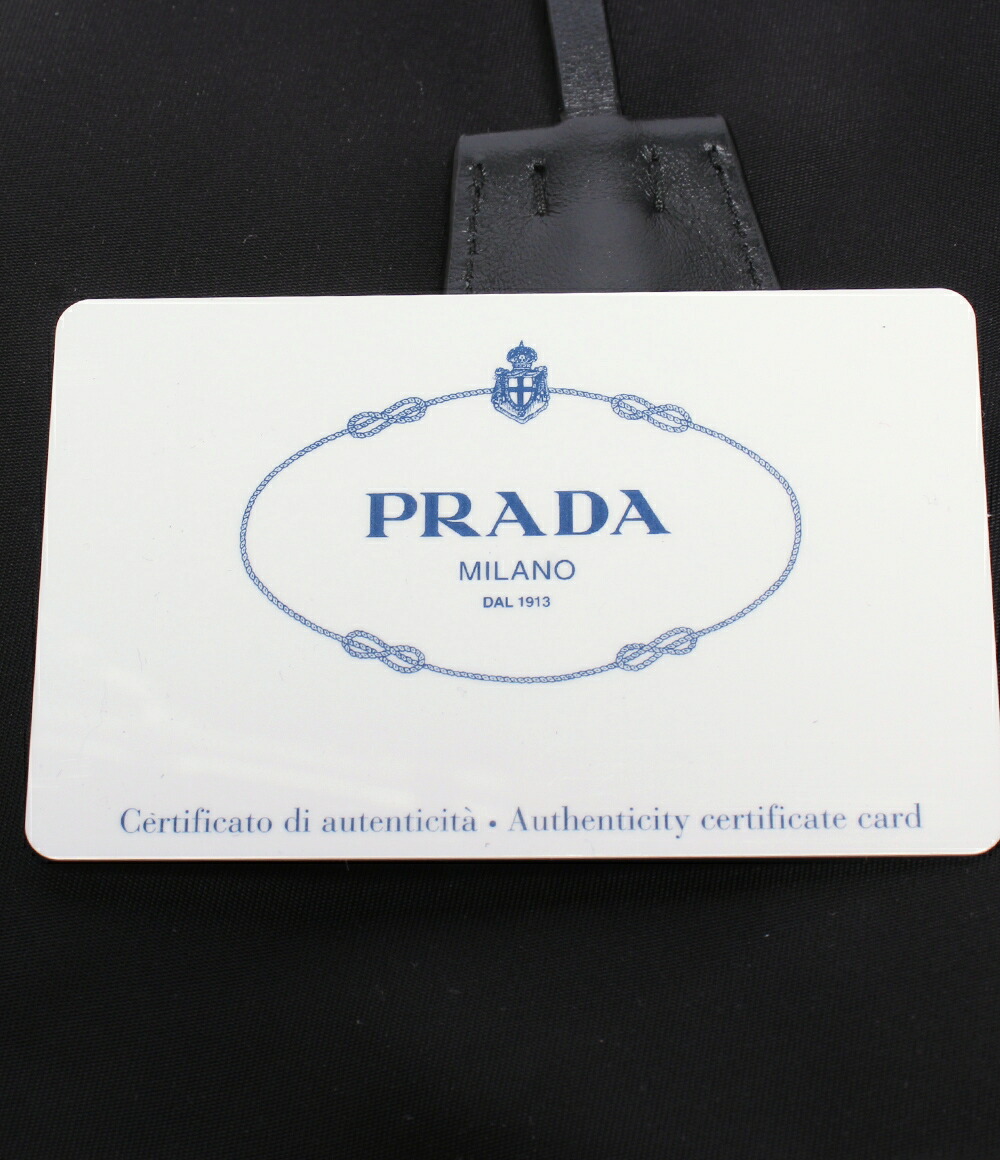 PRADA
MILANO
DAL 1913
Certificato di autenticità • Authenticity certificate card